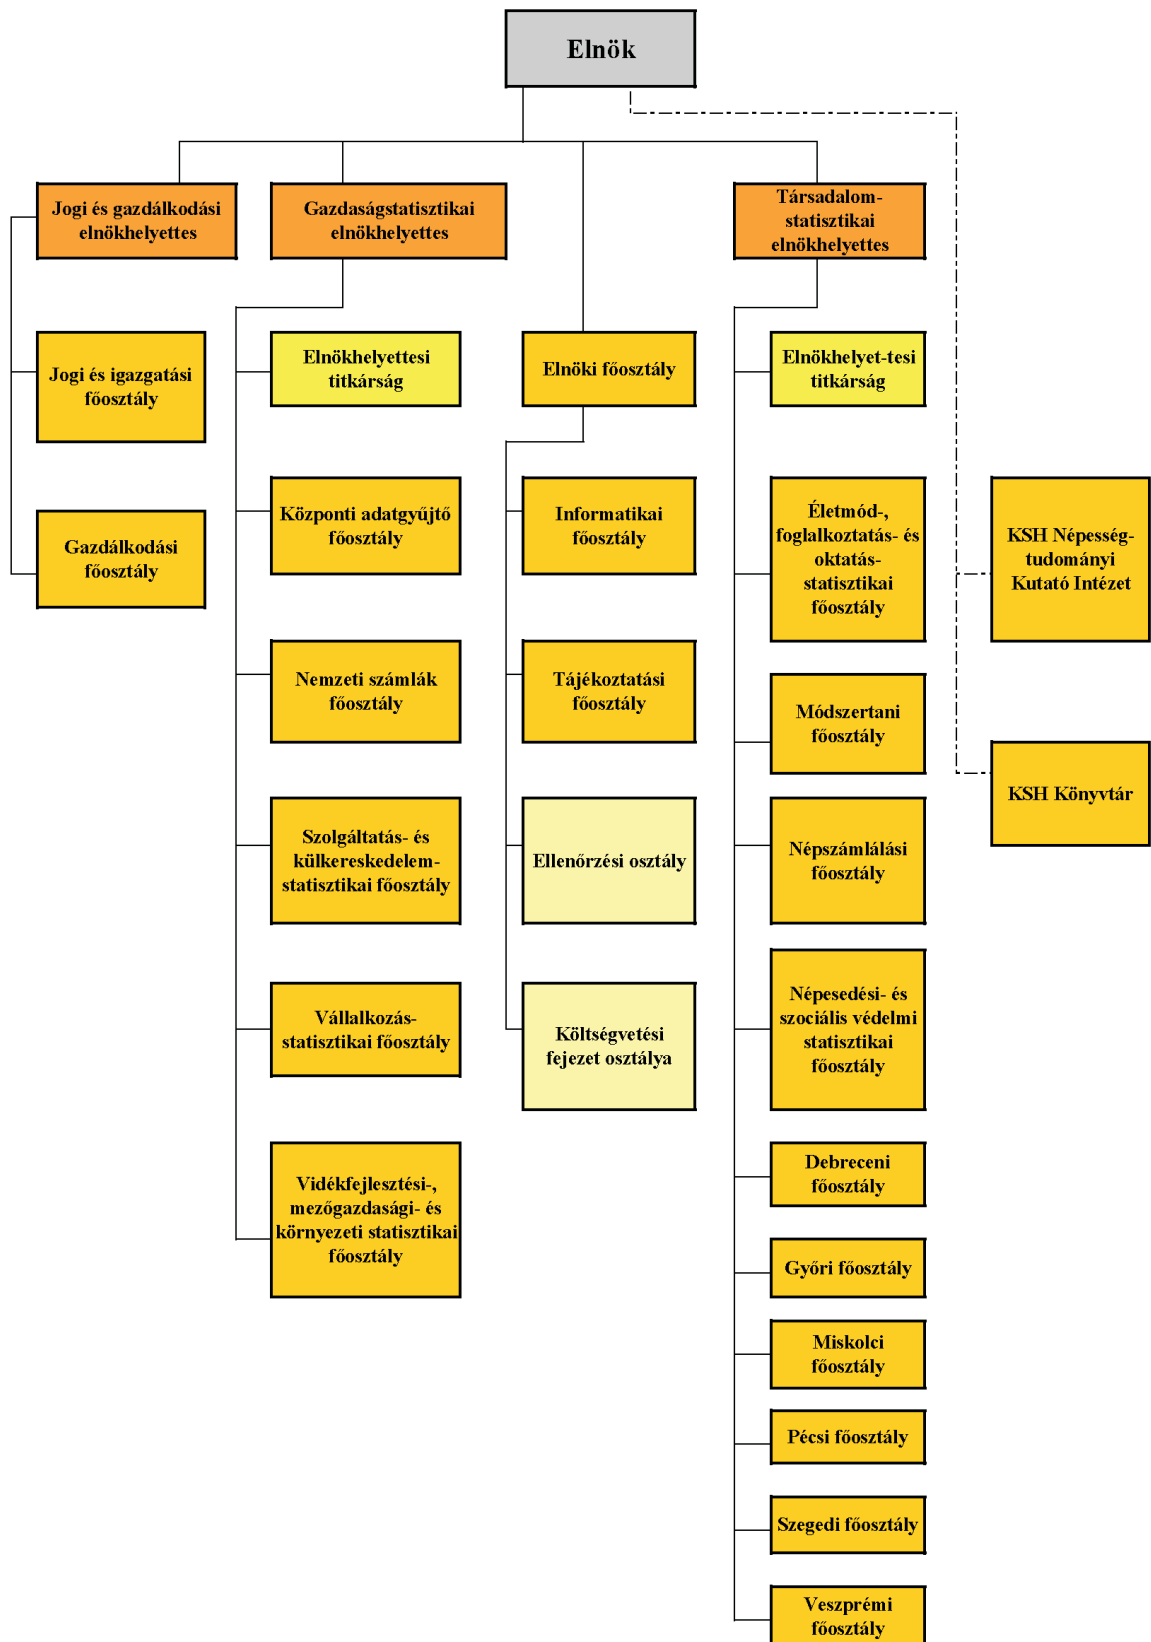 Elnök
Jogi és gazdálkodási
elnökhelyettes
Gazdaságstatisztikai
elnökhelyettes
Társadalom-
statisztikai
elnökhelyettes
Jogi és igazgatási
főosztály
Gazdálkodási
főosztály
Elnökhelyettesi
titkárság
Központi adatgyűjtő
főosztály
Nemzeti számlák
főosztály
Szolgáltatás- és
külkereskedelem-
statisztikai főosztály
Vállalkozás-
statisztikai főosztály
Vidékfejlesztési-,
mezőgazdasági- és
környezeti statisztikai
főosztály
Elnöki főosztály
Informatikai
főosztály
Tájékoztatási
főosztály
Ellenőrzési osztály
Költségvetési
fejezet osztálya
Elnökhelyet-tesi
titkárság
Életmód-,
foglalkoztatás- és
oktatás-
statisztikai
főosztály
Módszertani
főosztály
Népszámlálási
főosztály
Népesedési- és
szociális védelmi
statisztikai
főosztály
Debreceni
főosztály
Győri főosztály
Miskolci
főosztály
Pécsi főosztály
Szegedi főosztály
Veszprémi
főosztály
KSH Népesség-
tudományi
Kutató Intézet
KSH Könyvtár